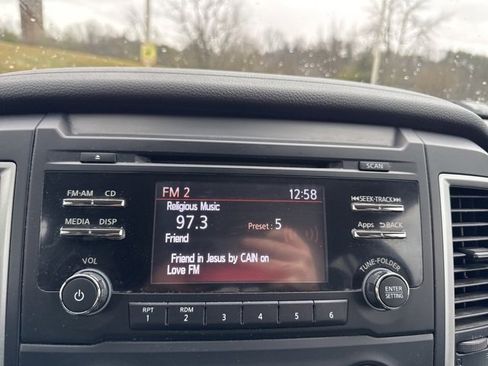 SCAN
FM-AM CD
FM 2 12:58
SEEK-TRACK
Religious Music
97.3 Preset : 5
MEDIA DISP
Apps BACK
Friend
Friend in Jesus by CAIN on
Love FM
VOL
TUNE-FOLDER
ENTER
SETTING
RPT
1
RDM
2
3 4 5 6